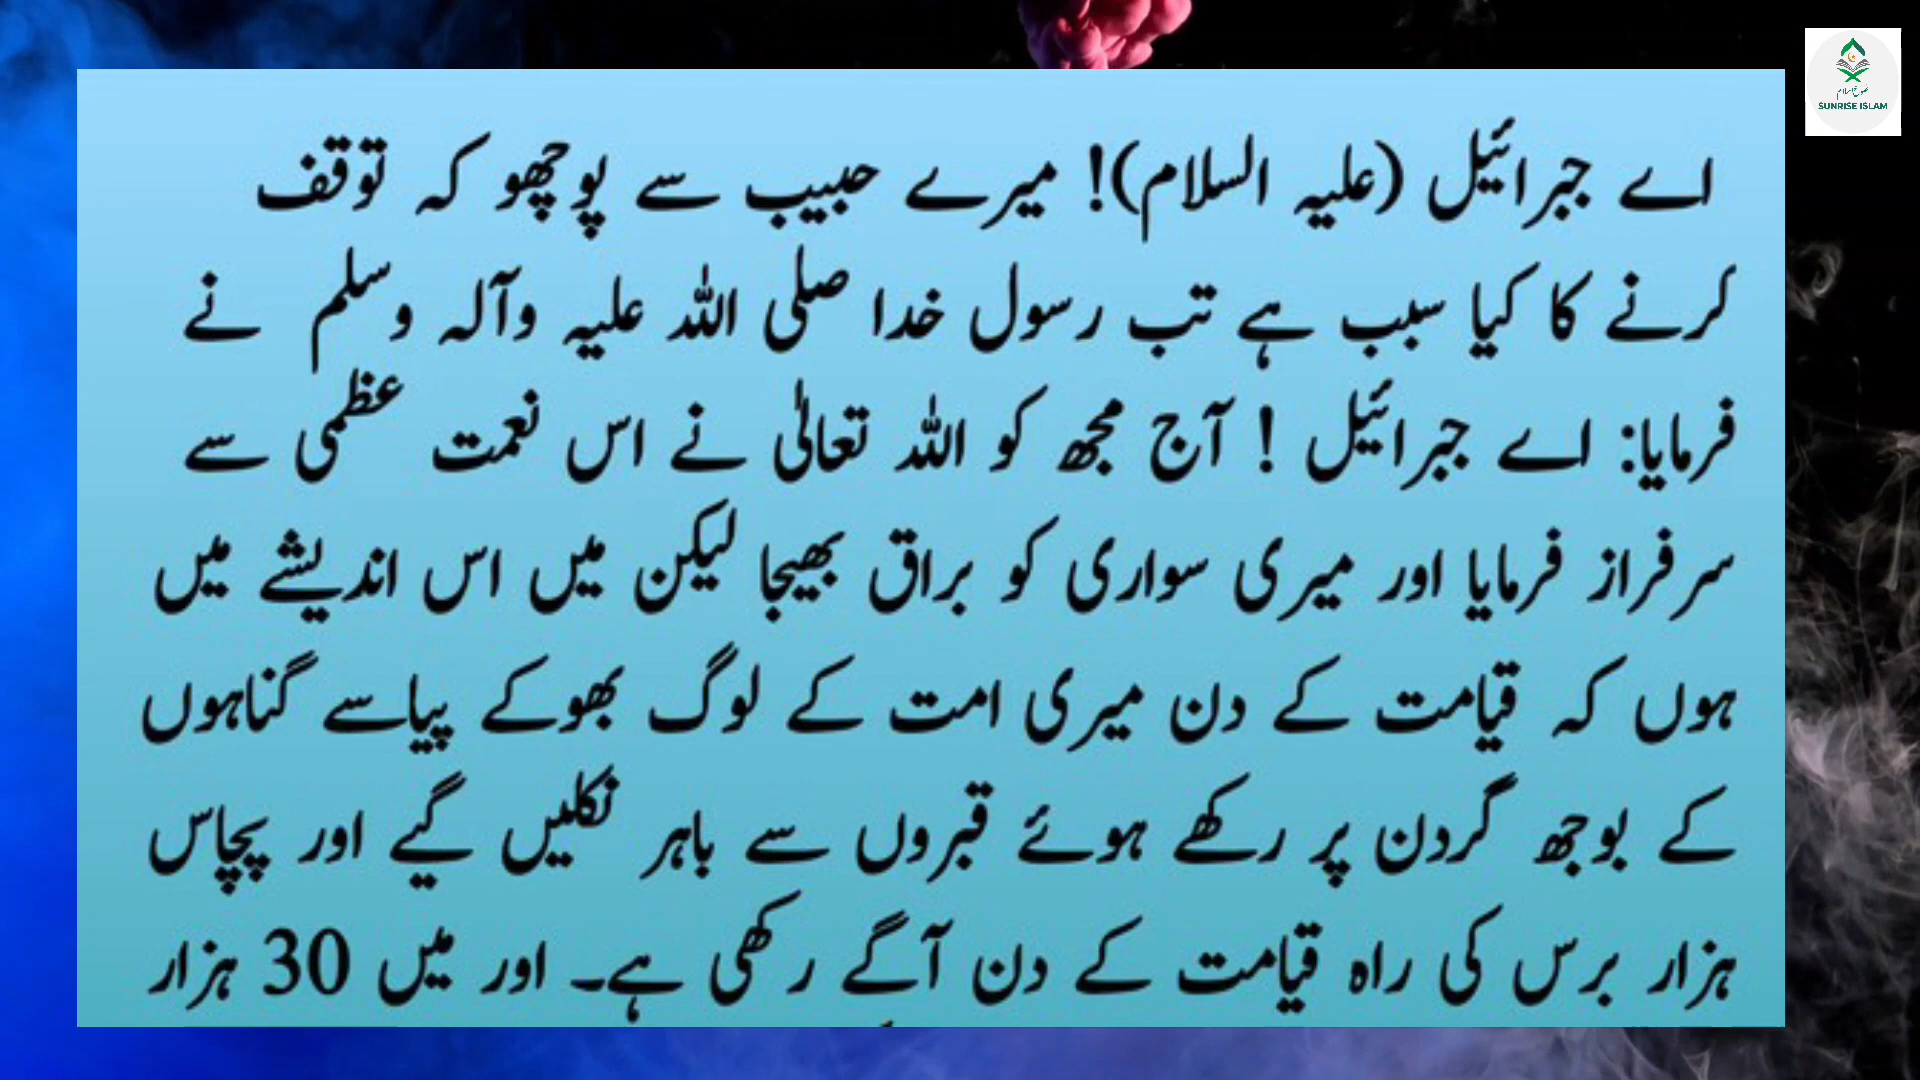 اے جبرائیل (علیہ السلام)! میرے حبیب سے پوچھو کہ توقف
کرنے کا کیا سبب ہے تب رسول خدا صلی اللہ علیہ وآلہ وسلم نے
فرمایا: اے جبرائیل ! آج مجھ کو اللہ تعالٰی نے اس نعمت عظمی سے
سرفراز فرمایا اور میری سواری کو براق بھیجا لیکن میں اس اندیشے میں
ہوں کہ قیامت کے دن میری امت کے لوگ بھوکے پیاسے گناہوں
کے بوجھ گردن پر رکھے ہوئے قبروں سے باہر نکلیں گیے اور پچاس
ہزار برس کی راہ قیامت کے دن آگے رکھی ہے۔ اور میں 30 ہزار
SUNRISE ISLAM